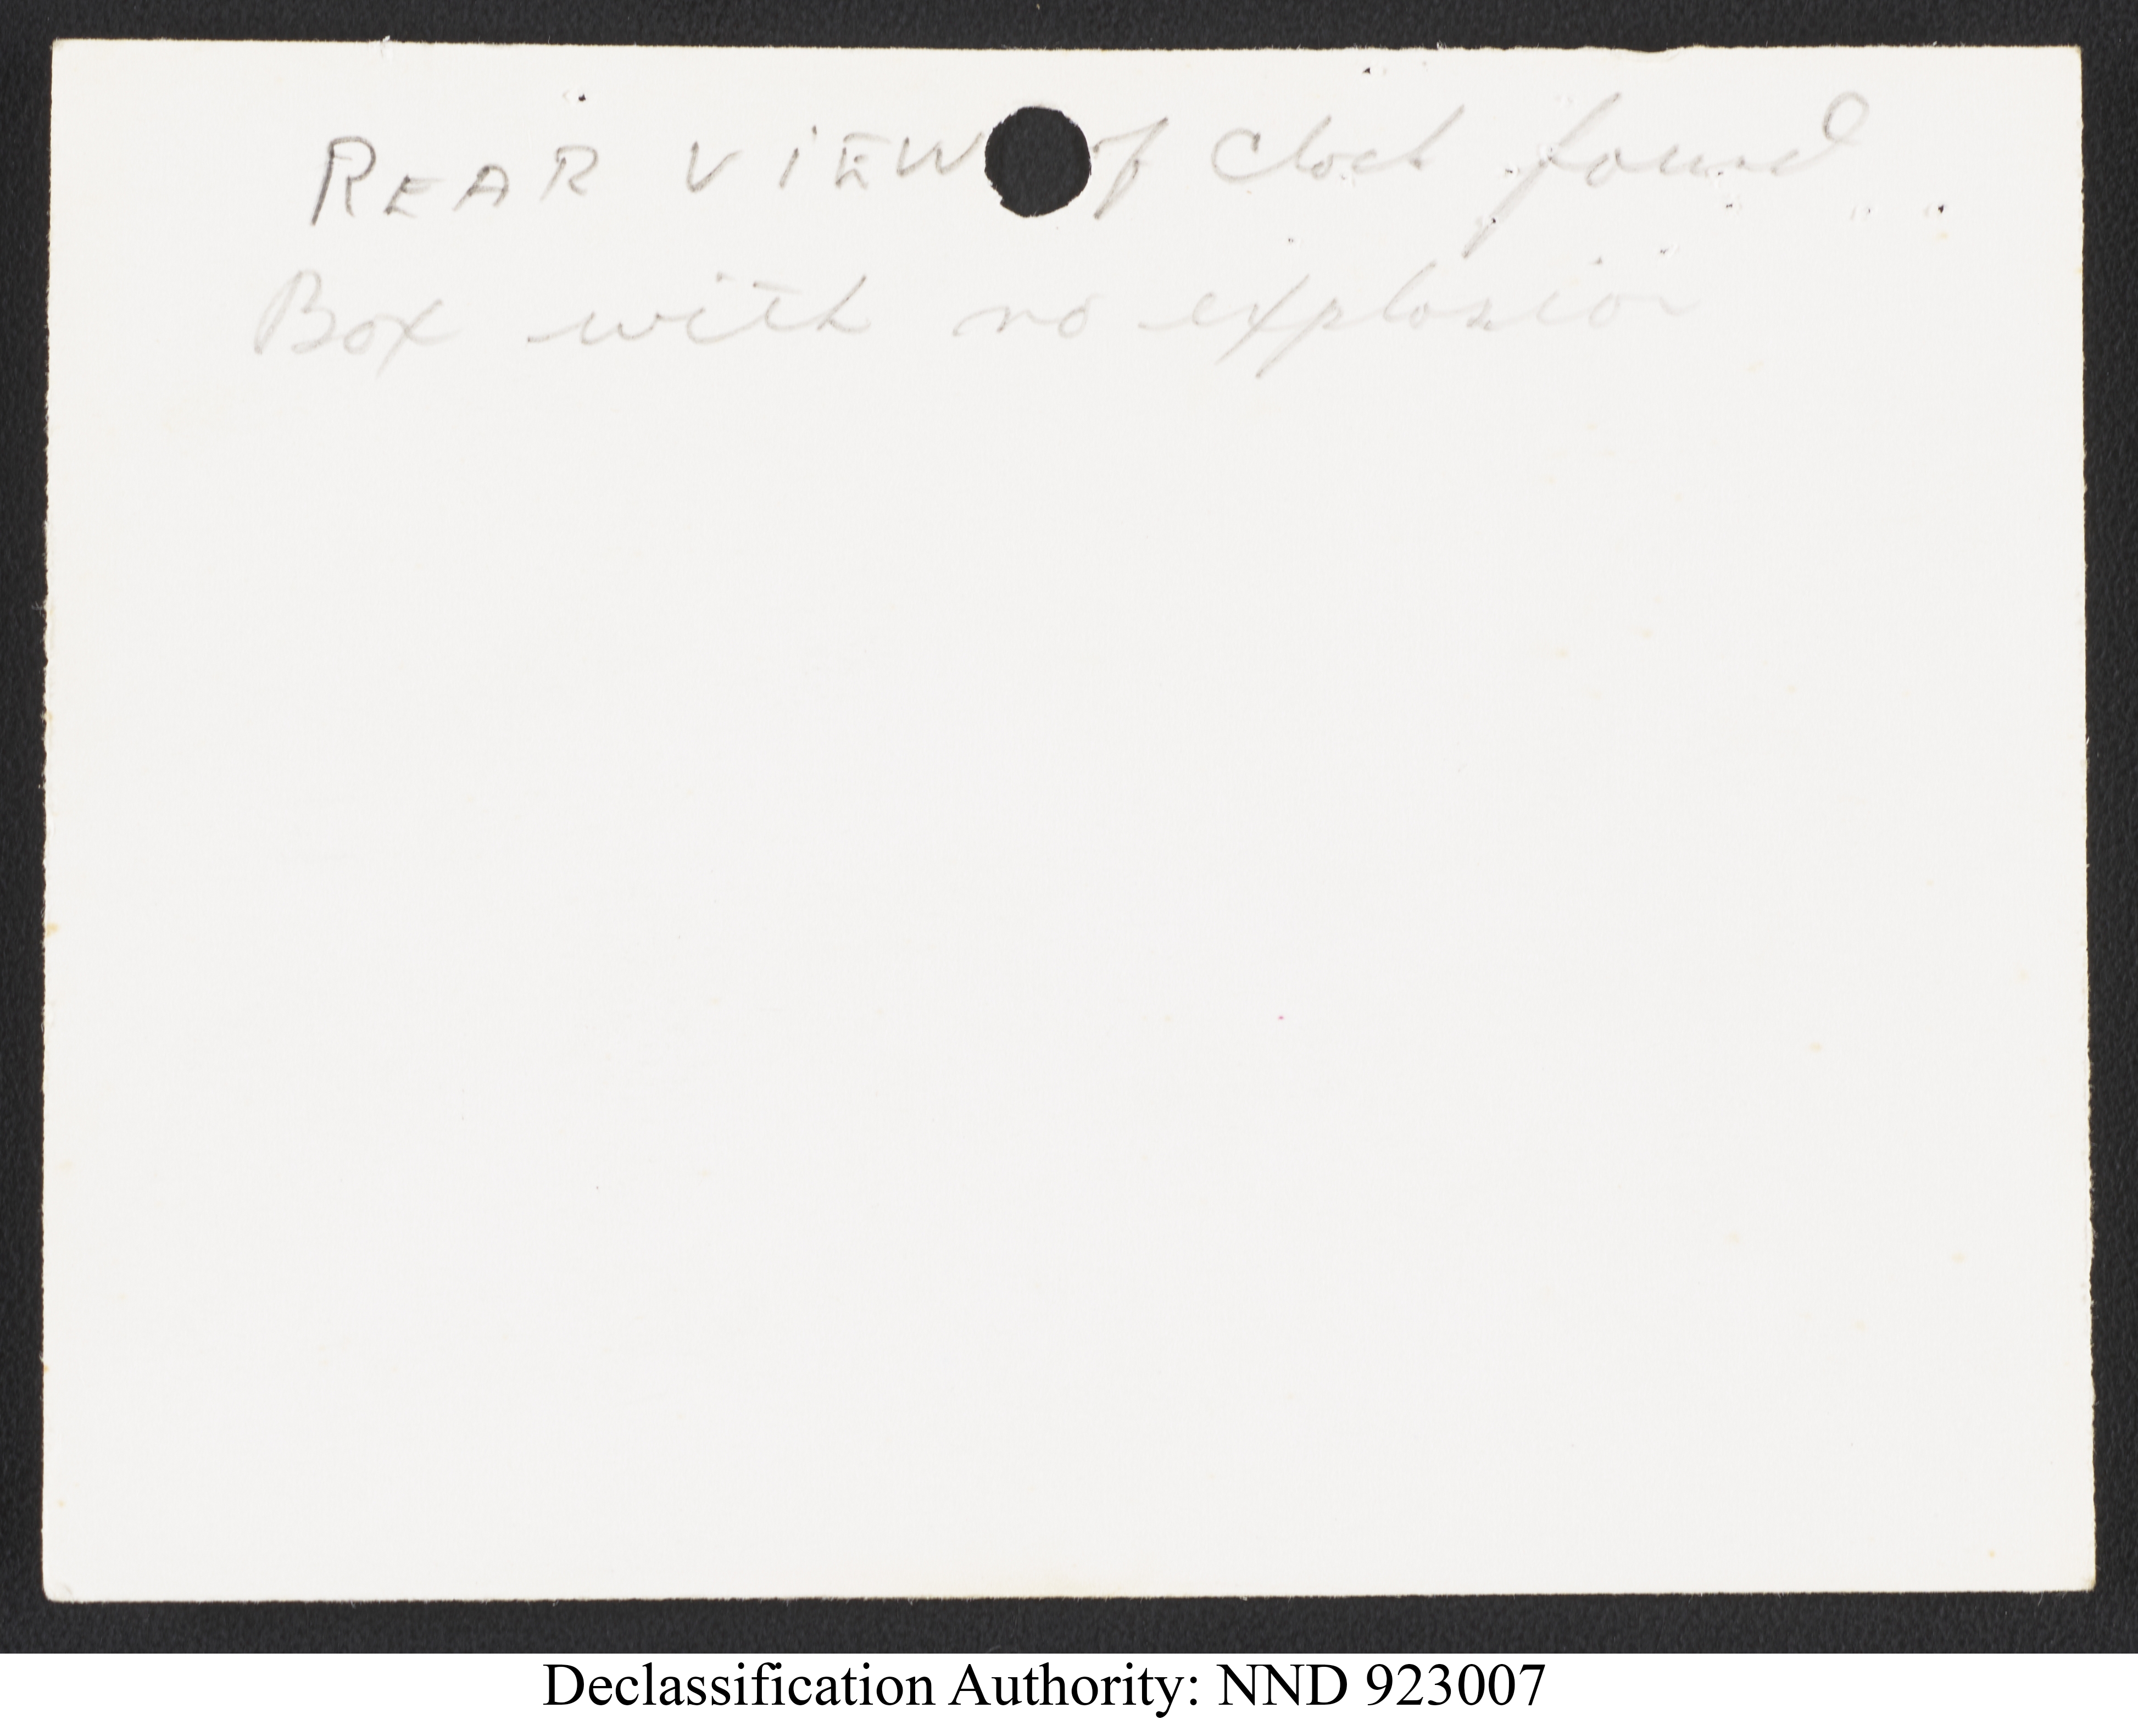 REAR VIEW of Clock found
Box with no explosion
Declassification Authority: NND 923007